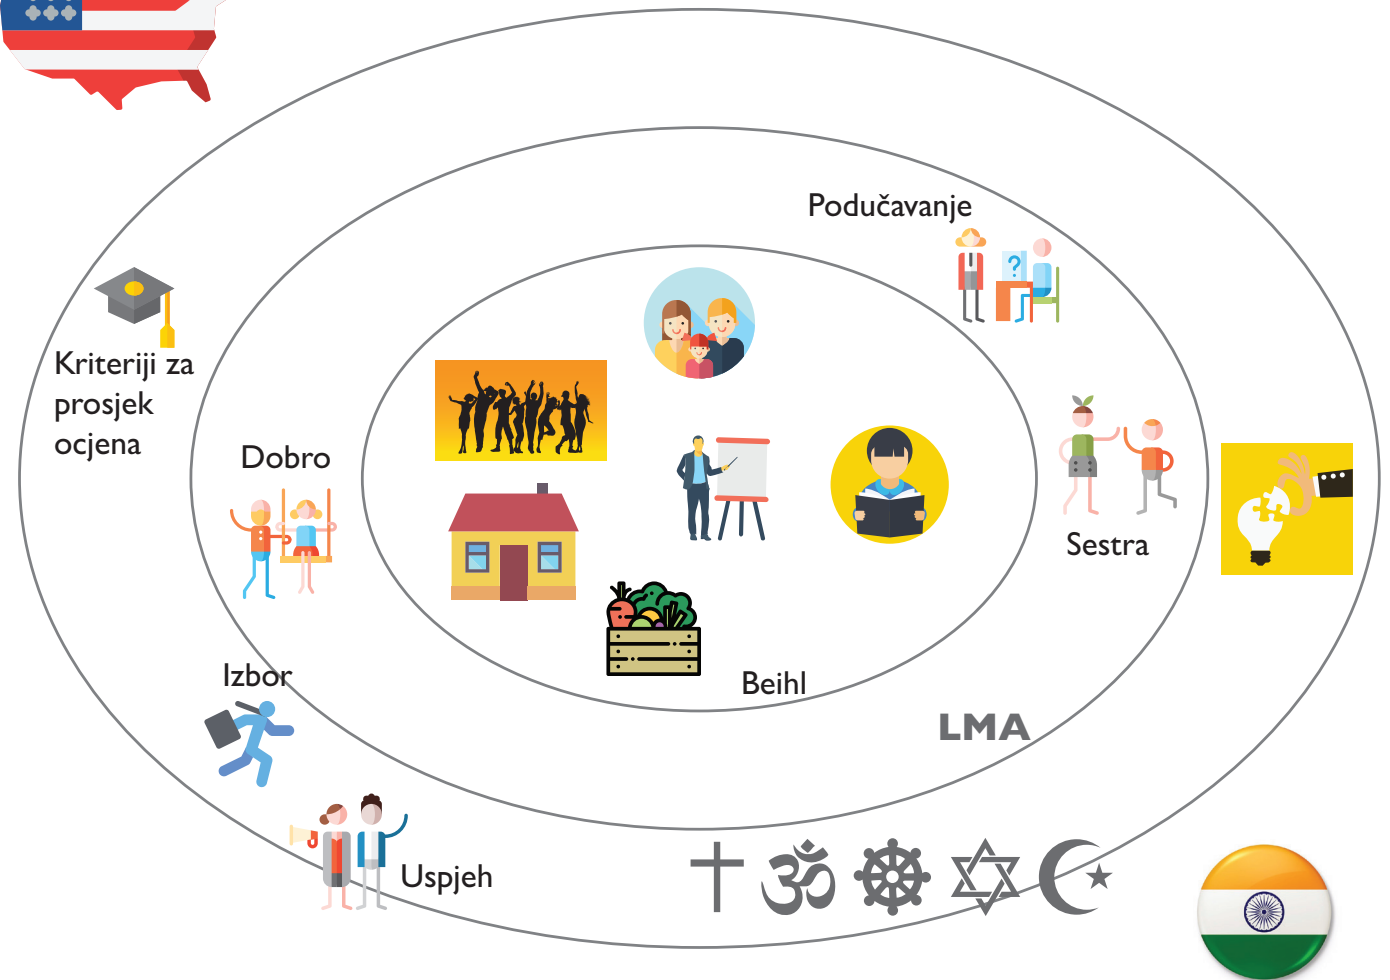 Podučavanje
Kriteriji za
prosjek
ocjena
Dobro
Sestra
Izbor
Beihl
LMA
Uspjeh